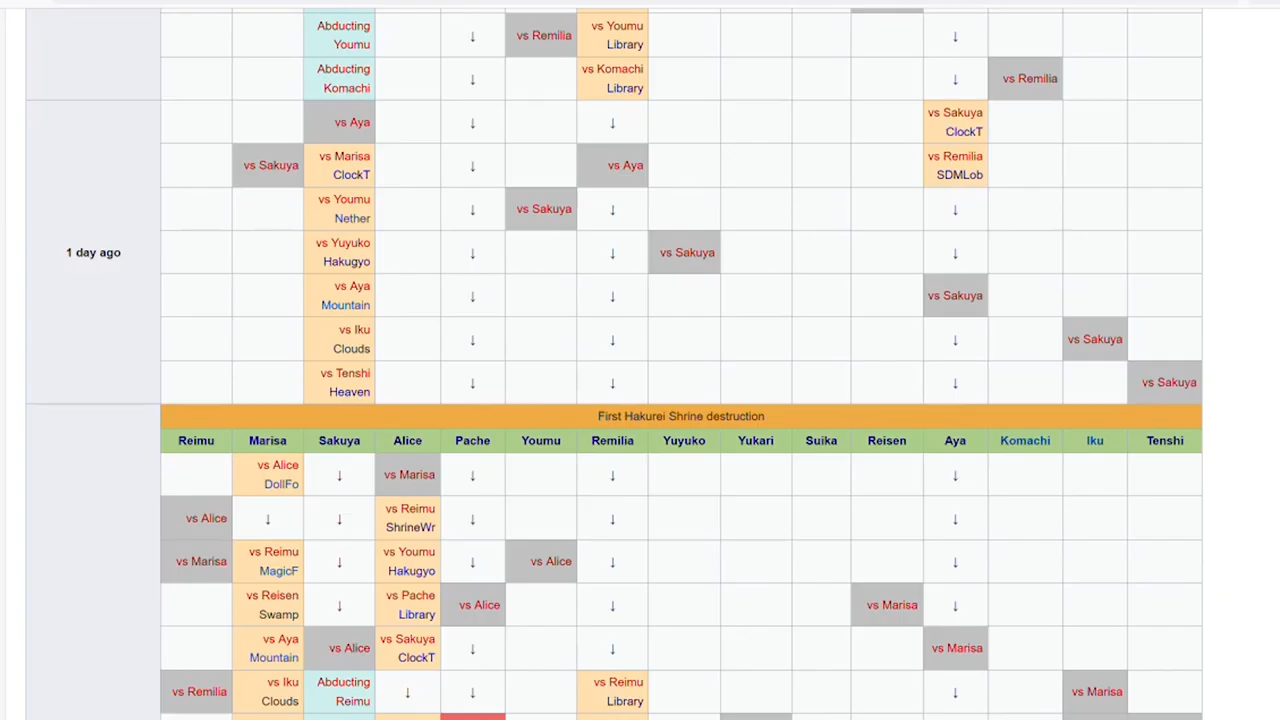 Abducting
Youmu
↓
vs Remilia
vs Youmu
Library
↓
Abducting
Komachi
↓
vs Komachi
Library
↓
vs Remilia
1 day ago
vs Aya
↓
↓
vs Sakuya
ClockT
vs Sakuya
vs Marisa
ClockT
↓
vs Aya
vs Remilia
SDMLob
vs Youmu
Nether
↓
vs Sakuya
↓
↓
vs Yuyuko
Hakugyo
↓
↓
vs Sakuya
↓
vs Aya
Mountain
↓
↓
vs Sakuya
vs Iku
Clouds
↓
↓
↓
vs Sakuya
vs Tenshi
Heaven
↓
↓
↓
vs Sakuya
First Hakurei Shrine destruction
Reimu Marisa Sakuya Alice Pache Youmu Remilia Yuyuko Yukari Suika Reisen Aya Komachi Iku Tenshi
vs Alice
DollFo
↓
vs Marisa
↓
↓
↓
vs Alice
↓
↓
vs Reimu
ShrineWr
↓
↓
↓
vs Marisa
vs Reimu
MagicF
↓
vs Youmu
Hakugyo
↓
vs Alice
↓
↓
vs Reisen
Swamp
↓
vs Pache
Library
vs Alice
↓
vs Marisa
↓
vs Aya
Mountain
vs Alice
vs Sakuya
ClockT
↓
↓
vs Marisa
vs Remilia
vs Iku
Clouds
Abducting
Reimu
↓
↓
vs Reimu
Library
↓
vs Marisa